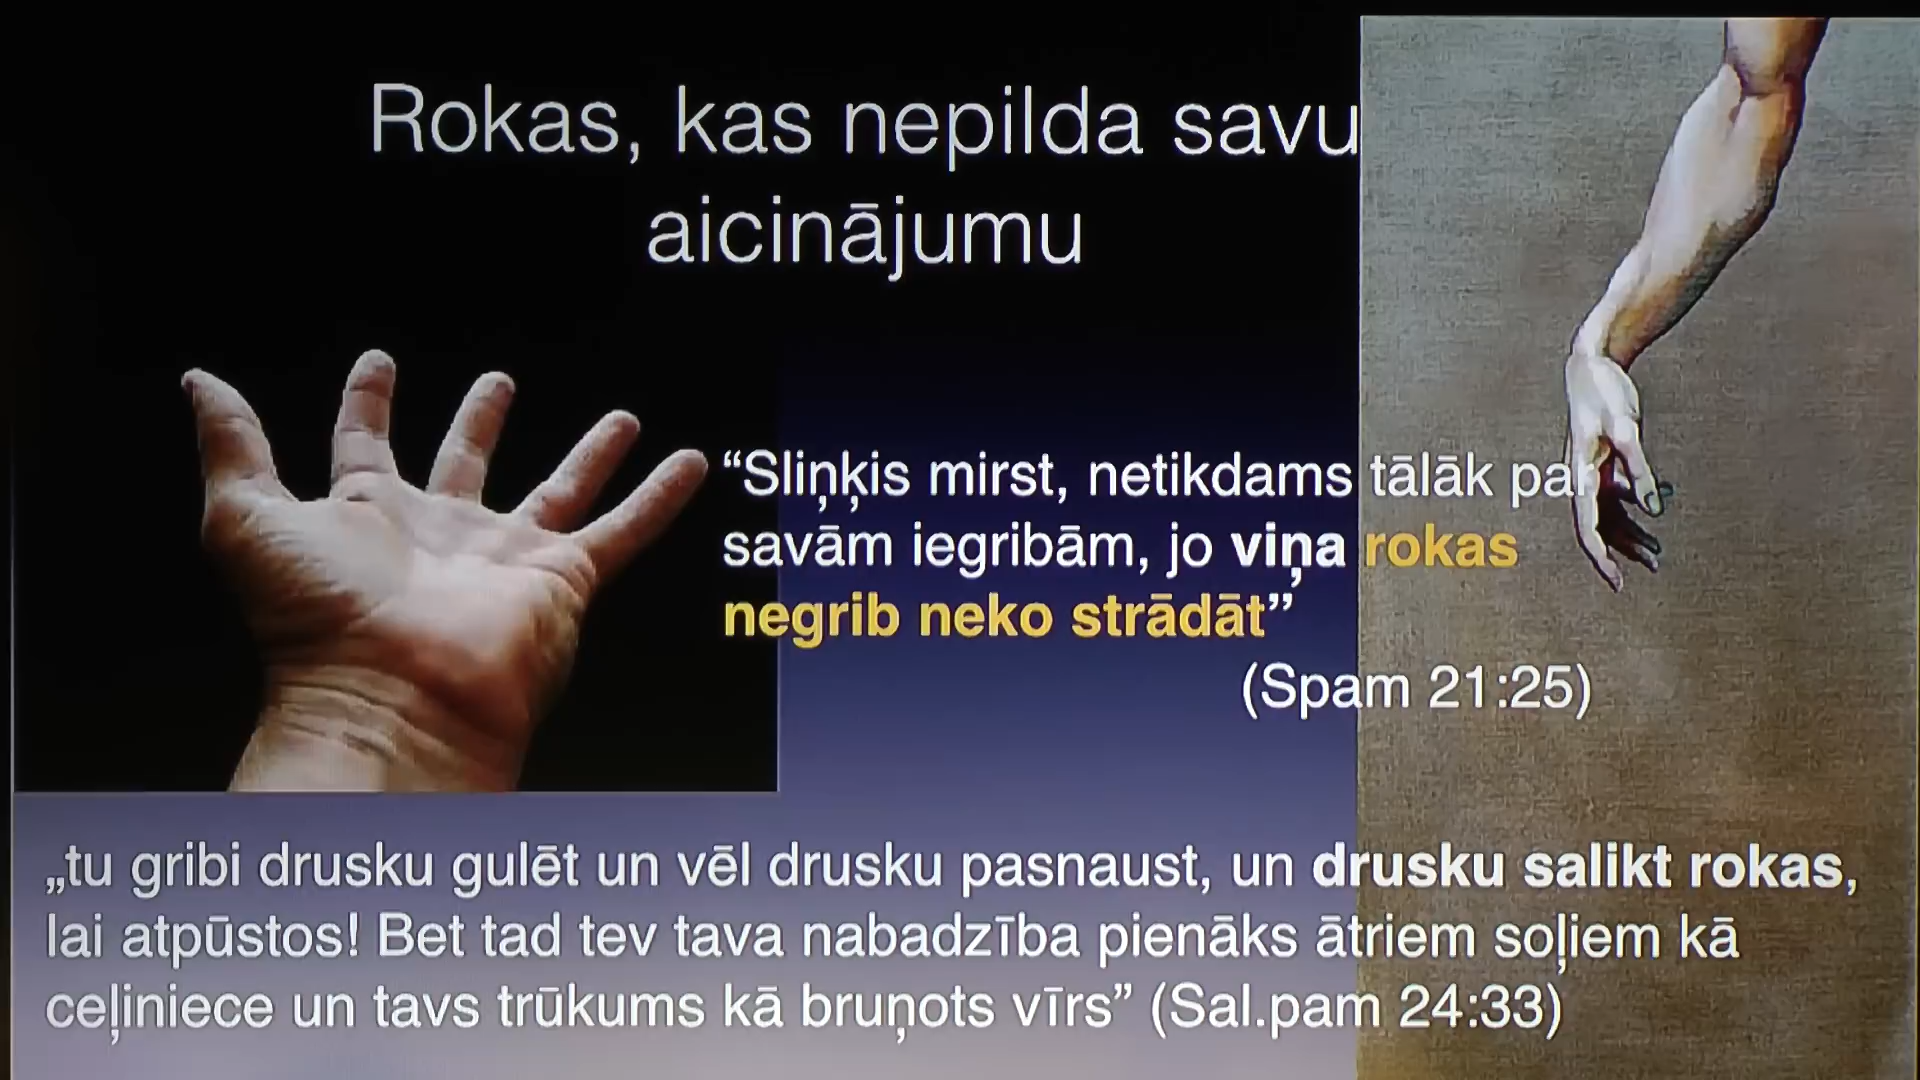 Rokas, kas nepilda savu
aicinājumu
“Sliņķis mirst, netikdams tālāk par
savām iegribām, jo viņa rokas
negrib neko strādāt”
(Spam 21:25)
„tu gribi drusku gulēt un vēl drusku pasnaust, un drusku salikt rokas,
lai atpūstos! Bet tad tev tava nabadzība pienāks ātriem soļiem kā
ceļiniece un tavs trūkums kā bruņots vīrs” (Sal.pam 24:33)